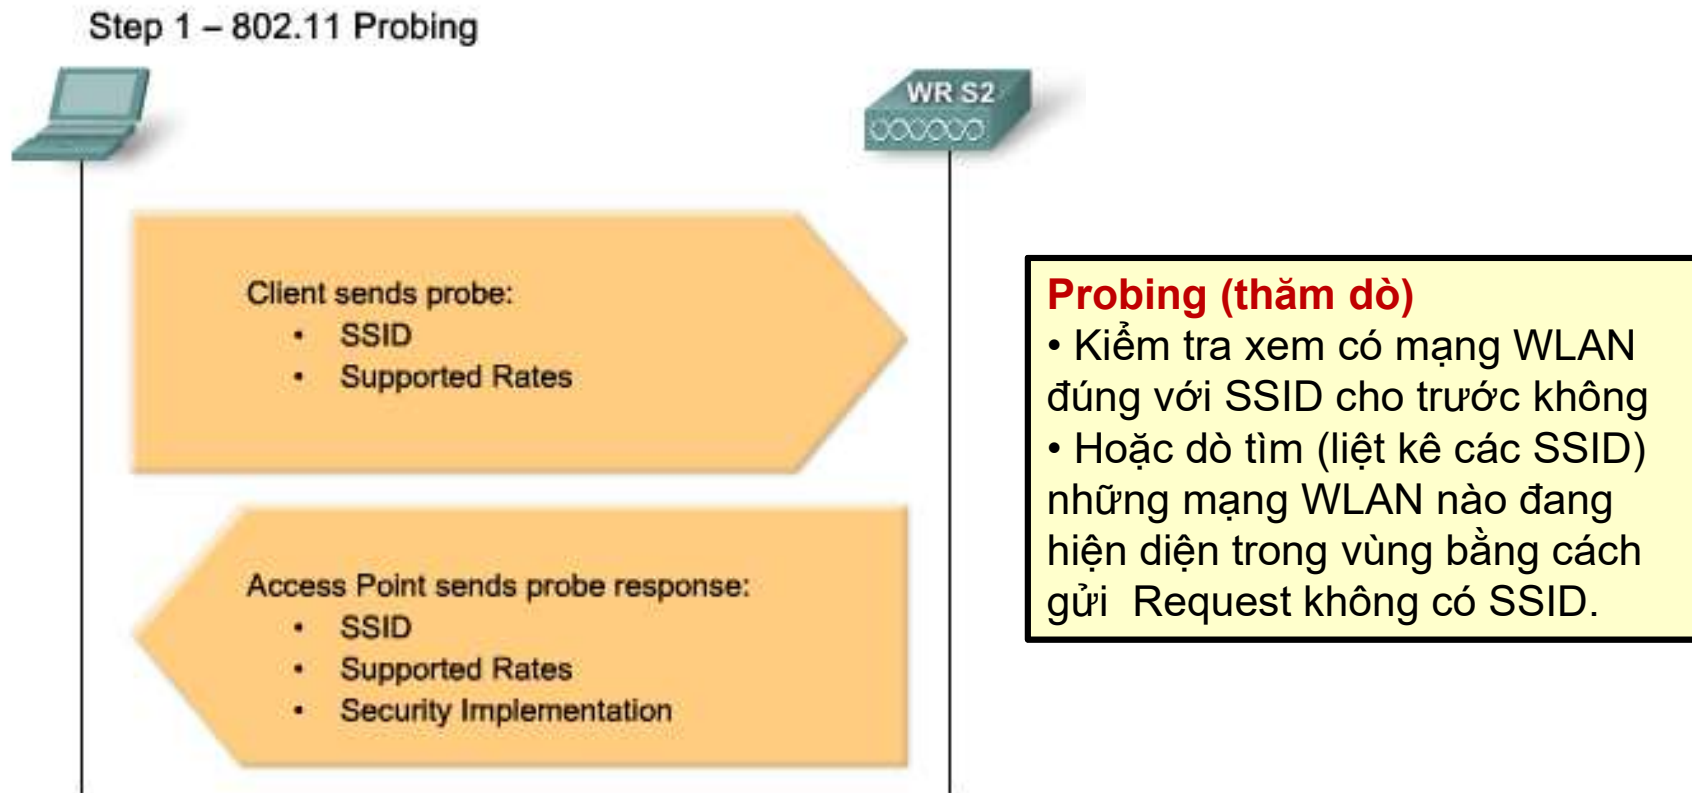 Step 1 – 802.11 Probing
WR S2
Client sends probe:
• SSID
• Supported Rates
Access Point sends probe response:
• SSID
• Supported Rates
• Security Implementation
Probing (thăm dò)
• Kiểm tra xem có mạng WLAN
đúng với SSID cho trước không
• Hoặc dò tìm (liệt kê các SSID)
những mạng WLAN nào đang
hiện diện trong vùng bằng cách
gửi  Request không có SSID.